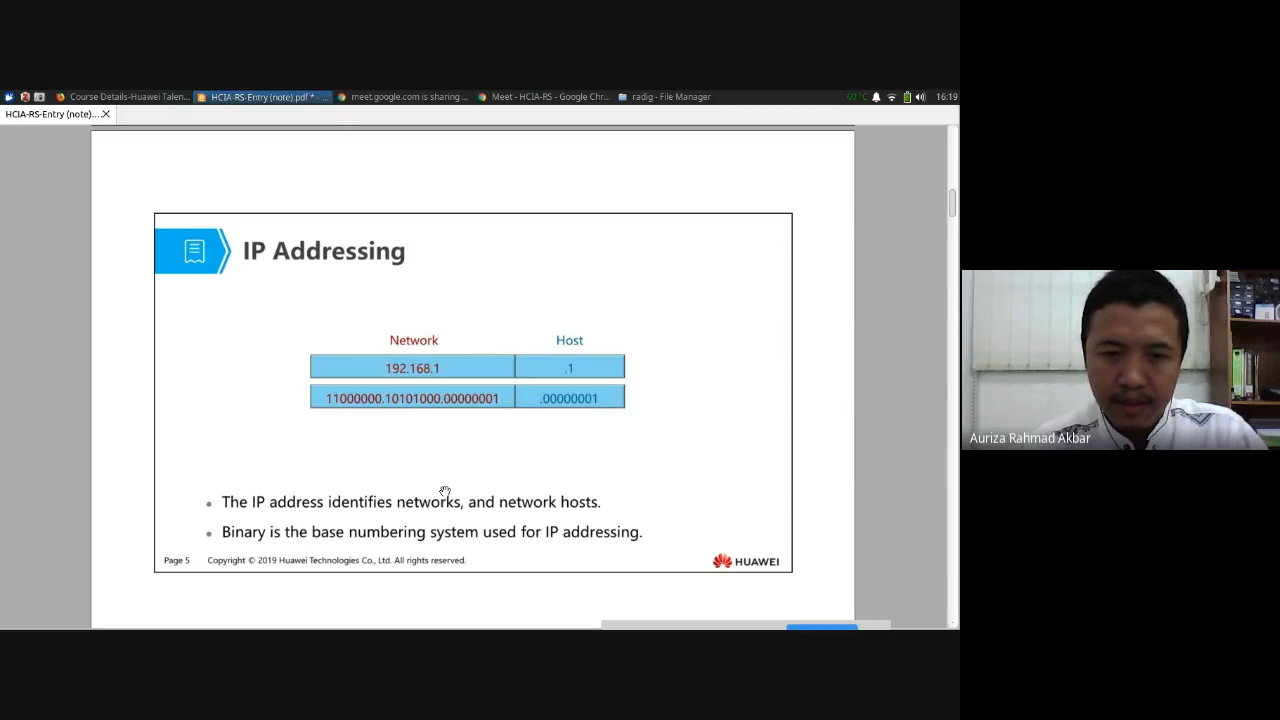 Course Details-Huawei Talen... HCIA-RS-Entry (note).pdf * - ... meet.google.com is sharing ... Meet - HCIA-RS - Google Chr... radig - File Manager 60 °C 16:19
HCIA-RS-Entry (note)....
IP Addressing
Network Host
192.168.1 .1
11000000.10101000.00000001 .00000001
• The IP address identifies networks, and network hosts.
• Binary is the base numbering system used for IP addressing.
Page 5 Copyright © 2019 Huawei Technologies Co., Ltd. All rights reserved. HUAWEI
Auriza Rahmad Akbar